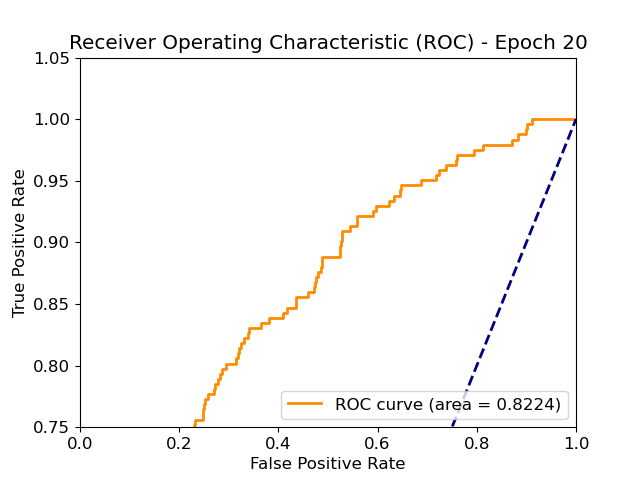 Receiver Operating Characteristic (ROC) - Epoch 20
1.05
1.00
0.95
0.90
0.85
0.80
0.75
True Positive Rate
ROC curve (area = 0.8224)
0.0 0.2 0.4 0.6 0.8 1.0
False Positive Rate